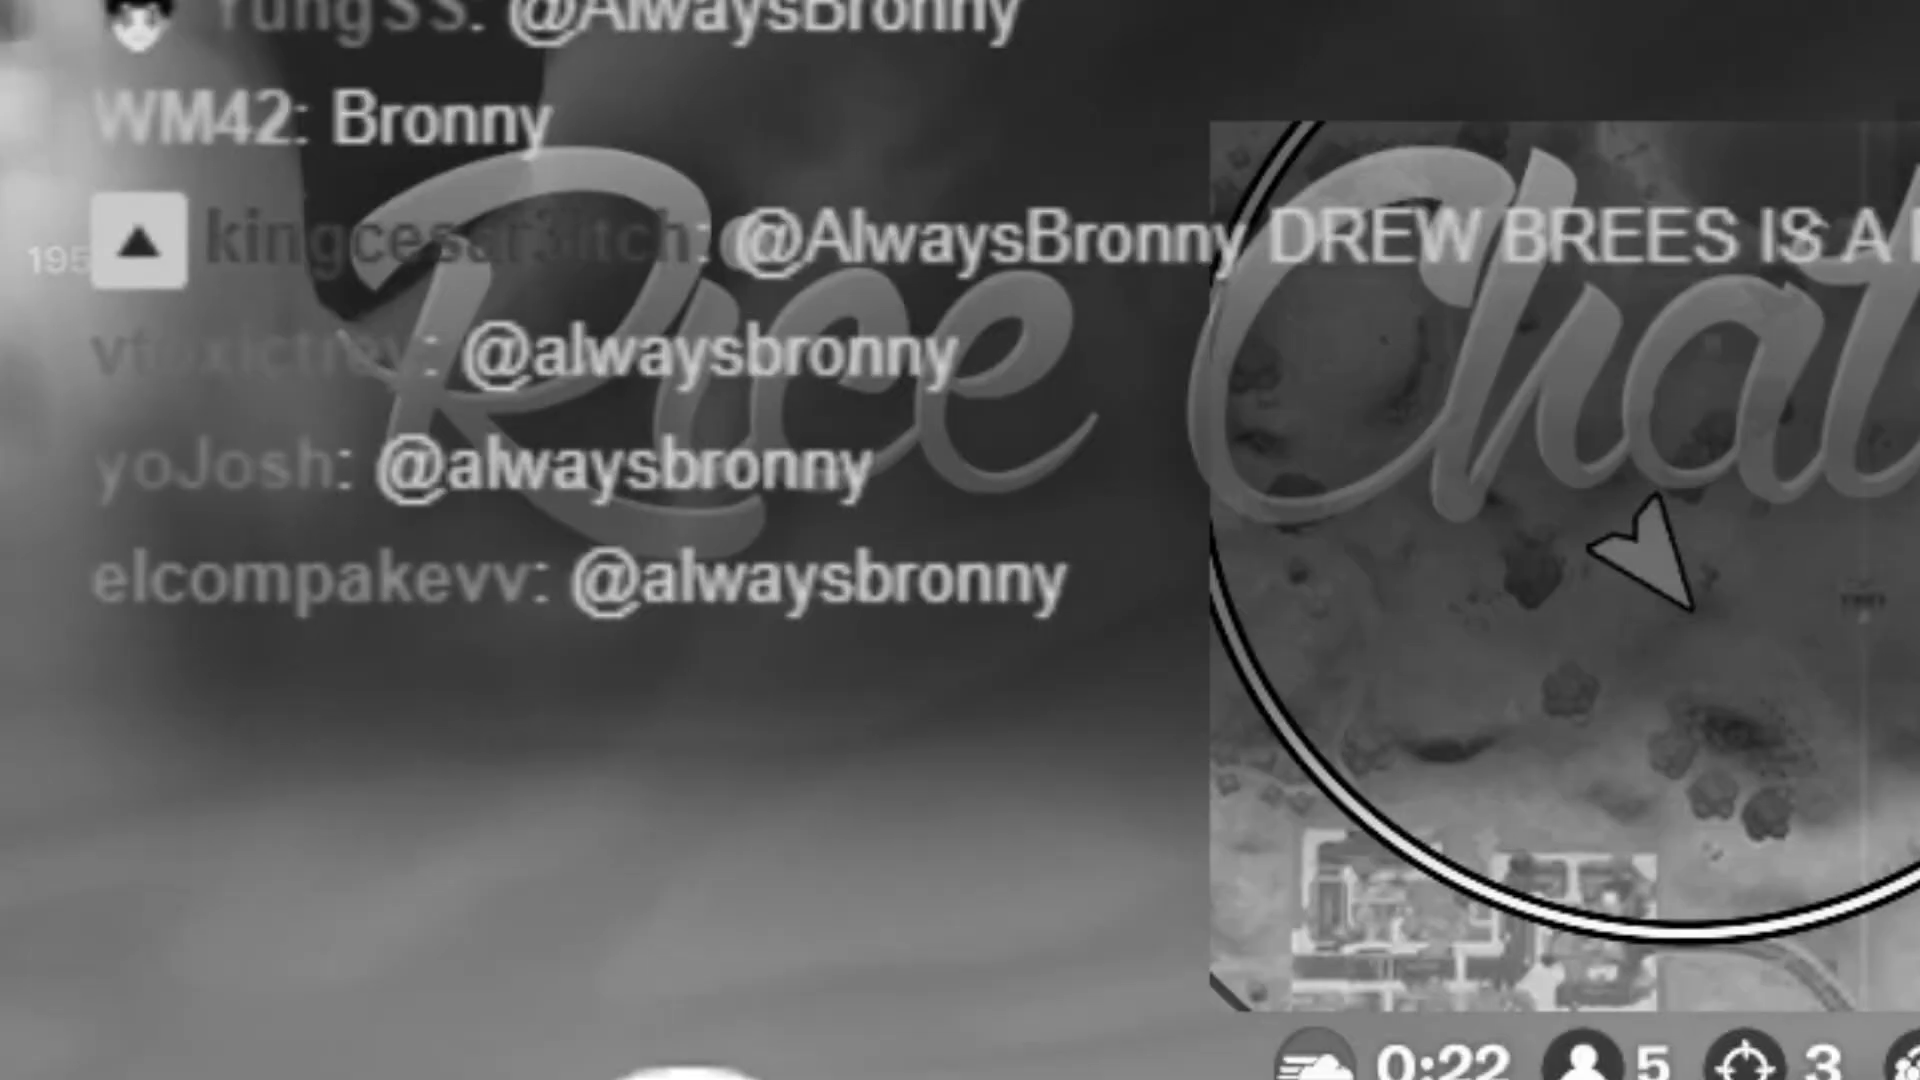 YungSS: @AlwaysBronny
WM42: Bronny
@AlwaysBronny DREW BREES IS A
195
: @alwaysbronny
yoJosh: @alwaysbronny
elcompakevv: @alwaysbronny
Rice Chat
0:22 5 3